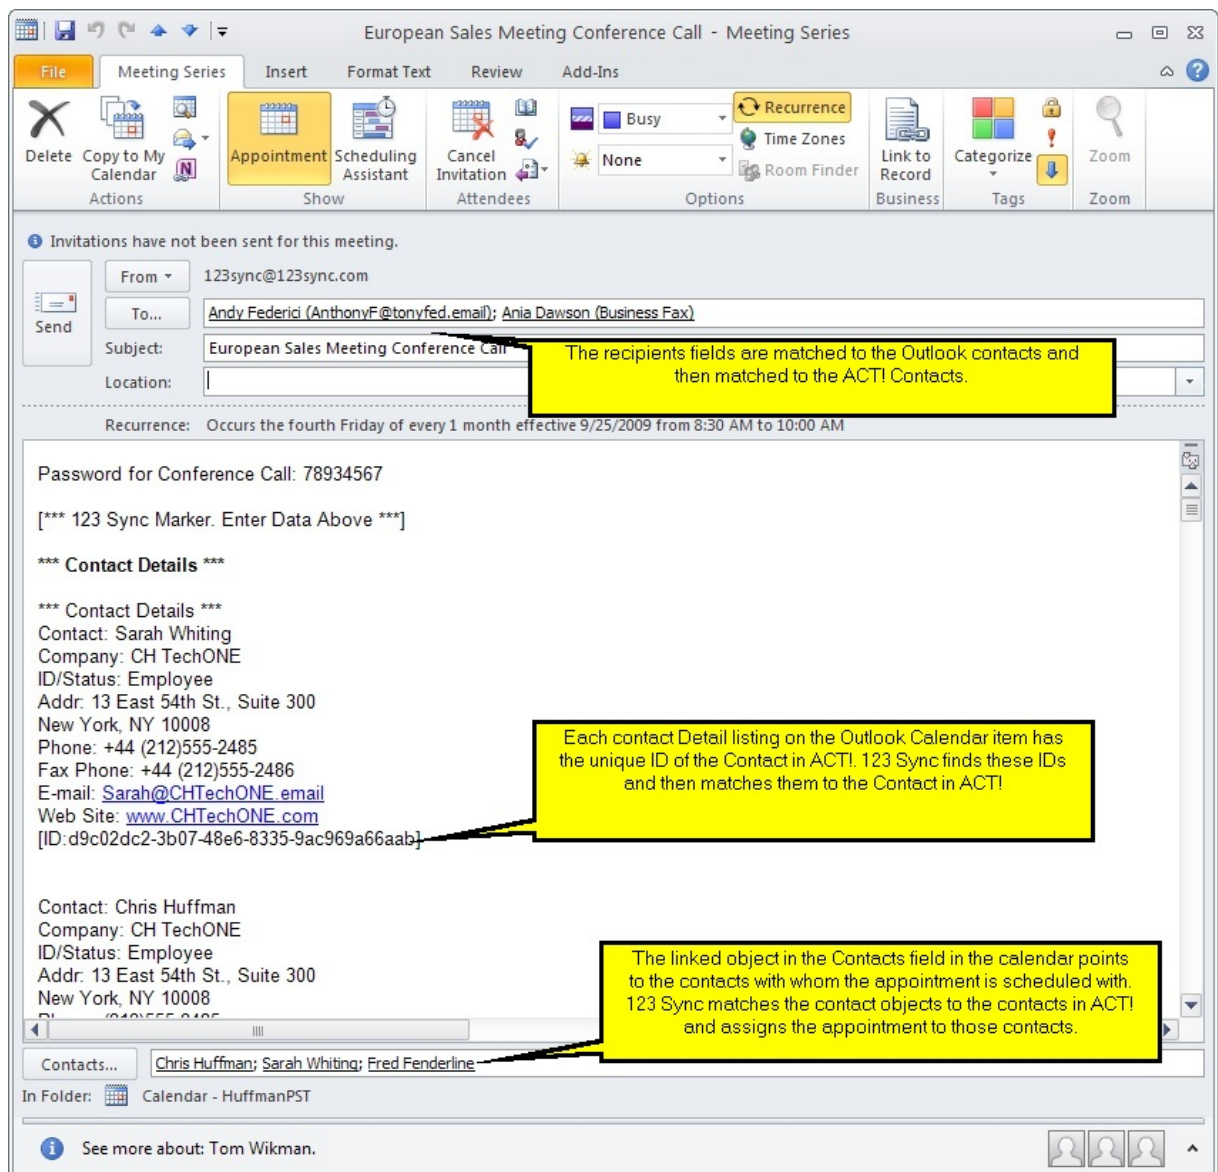 European Sales Meeting Conference Call - Meeting Series
File Meeting Series Insert Format Text Review Add-Ins
Delete Copy to My Calendar Appointment Scheduling Assistant Cancel Invitation Busy None Recurrence Time Zones Room Finder Link to Record Categorize Zoom
Actions Show Attendees Options Business Tags Zoom
Invitations have not been sent for this meeting.
Send
From 123sync@123sync.com
To... Andy Federici (AnthonyF@tonyfed.email); Ania Dawson (Business Fax)
Subject: European Sales Meeting Conference Call
Location:
The recipients fields are matched to the Outlook contacts and
then matched to the ACT! Contacts.
Recurrence: Occurs the fourth Friday of every 1 month effective 9/25/2009 from 8:30 AM to 10:00 AM
Password for Conference Call: 78934567
[*** 123 Sync Marker. Enter Data Above ***]
*** Contact Details ***
*** Contact Details ***
Contact: Sarah Whiting
Company: CH TechONE
ID/Status: Employee
Addr: 13 East 54th St., Suite 300
New York, NY 10008
Phone: +44 (212)555-2485
Fax Phone: +44 (212)555-2486
E-mail: Sarah@CHTechONE.email
Web Site: www.CHTechONE.com
[ID:d9c02dc2-3b07-48e6-8335-9ac969a66aab]
Each contact Detail listing on the Outlook Calendar item has
the unique ID of the Contact in ACT!. 123 Sync finds these IDs
and then matches them to the Contact in ACT!
Contact: Chris Huffman
Company: CH TechONE
ID/Status: Employee
Addr: 13 East 54th St., Suite 300
New York, NY 10008
The linked object in the Contacts field in the calendar points
to the contacts with whom the appointment is scheduled with.
123 Sync matches the contact objects to the contacts in ACT!
and assigns the appointment to those contacts.
Contacts... Chris Huffman; Sarah Whiting; Fred Fenderline
In Folder: Calendar - HuffmanPST
See more about: Tom Wikman.